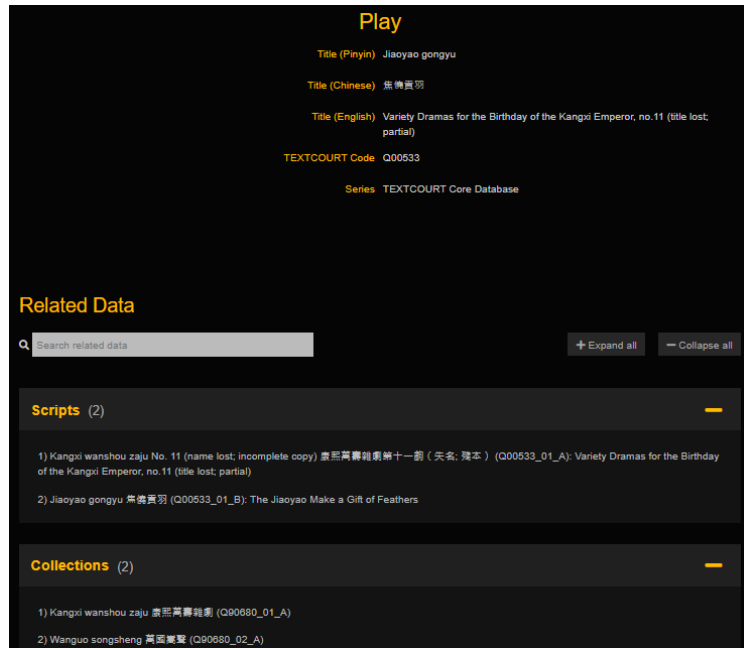 Play
Title (Pinyin) Jiaoyao gongyu
Title (Chinese) 焦僥貢羽
Title (English) Variety Dramas for the Birthday of the Kangxi Emperor, no.11 (title lost;
partial)
TEXTCOURT Code Q00533
Series TEXTCOURT Core Database
Related Data
Search related data
Expand all
Collapse all
Scripts (2)
1) Kangxi wanshou zaju No. 11 (name lost; incomplete copy) 康熙萬壽雜劇第十一齣 ( 失名; 殘本 ) (Q00533_01_A): Variety Dramas for the Birthday
of the Kangxi Emperor, no.11 (title lost; partial)
2) Jiaoyao gongyu 焦僥貢羽 (Q00533_01_B): The Jiaoyao Make a Gift of Feathers
Collections (2)
1) Kangxi wanshou zaju 康熙萬壽雜劇 (Q90680_01_A)
2) Wanguo songsheng 萬國嵩聲 (Q90680_02_A)